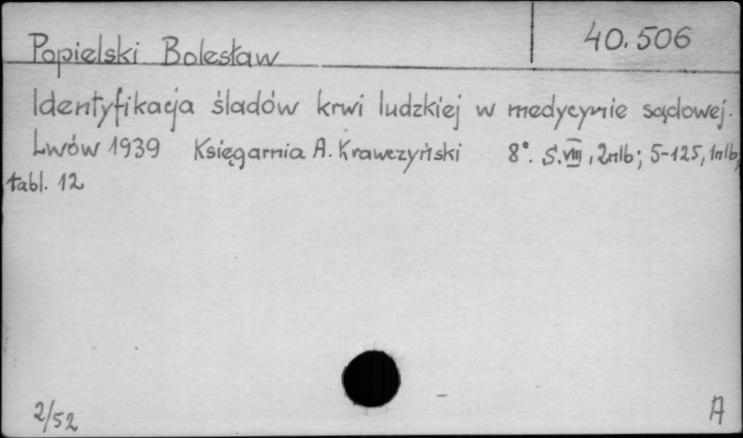 40.506
Popielski Bolesław
Identyfikacja śladów krwi ludzkiej w medycynie sądowej.
Lwów 1939 Księgarnia A. Krawczyński 8°. S. VIII, 2nlb; 5-125, 1nlb,
tabl. 12
2/52
A